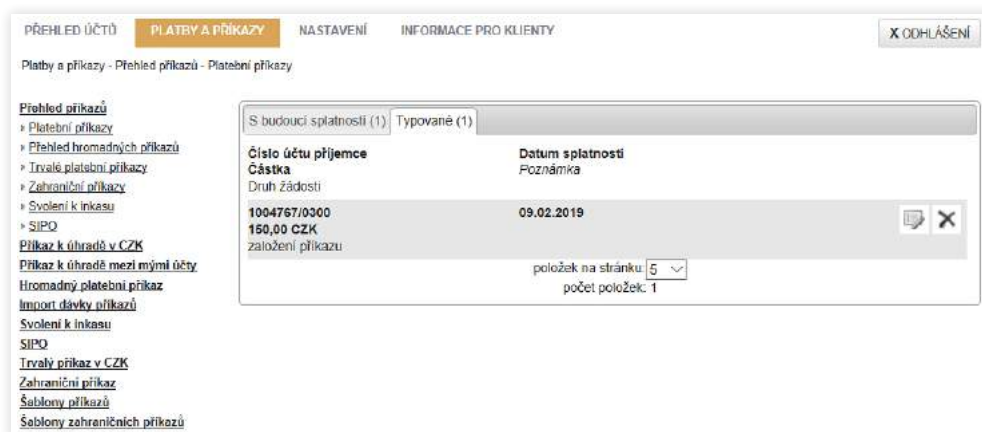 PŘEHLED ÚČTŮ PLATBY A PŘÍKAZY NASTAVENÍ INFORMACE PRO KLIENTY X ODHLÁŠENÍ
Platby a příkazy - Přehled příkazů - Platební příkazy
Přehled příkazů
Platební příkazy
Přehled hromadných příkazů
Trvalé platební příkazy
Zahraniční příkazy
Svolení k inkasu
SIPO
Příkaz k úhradě v CZK
Příkaz k úhradě mezi mými účty
Hromadný platební příkaz
Import dávky příkazů
Svolení k inkasu
SIPO
Trvalý příkaz v CZK
Zahraniční příkaz
Šablony příkazů
Šablony zahraničních příkazů
S budoucí splatností (1) Typované (1)
Číslo účtu příjemce Datum splatnosti
Částka Poznámka
Druh žádosti
1004767/0300 09.02.2019
150,00 CZK
založení příkazu
položek na stránku: 5
počet položek: 1